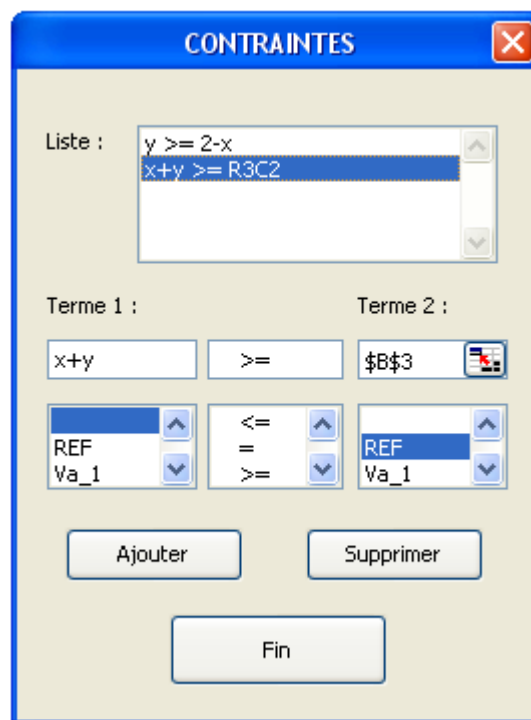 CONTRAINTES
Liste :
y >= 2-x
x+y >= R3C2
Terme 1 : Terme 2 :
x+y >= $B$3
<=
REF = REF
Va_1 >= Va_1
Ajouter Supprimer
Fin